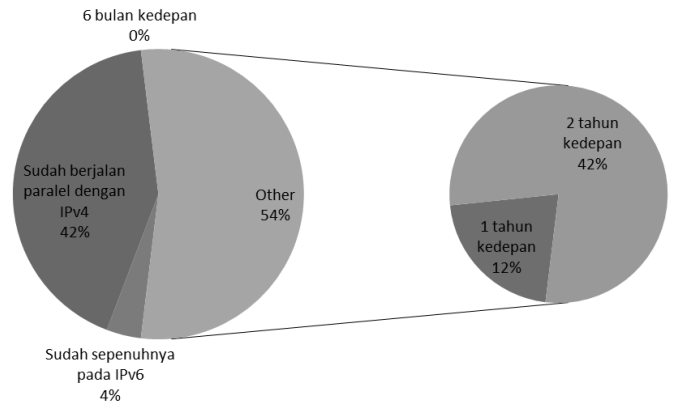 6 bulan kedepan
0%
Sudah berjalan
paralel dengan
IPv4
42%
Other
54%
Sudah sepenuhnya
pada IPv6
4%
2 tahun
kedepan
42%
1 tahun
kedepan
12%